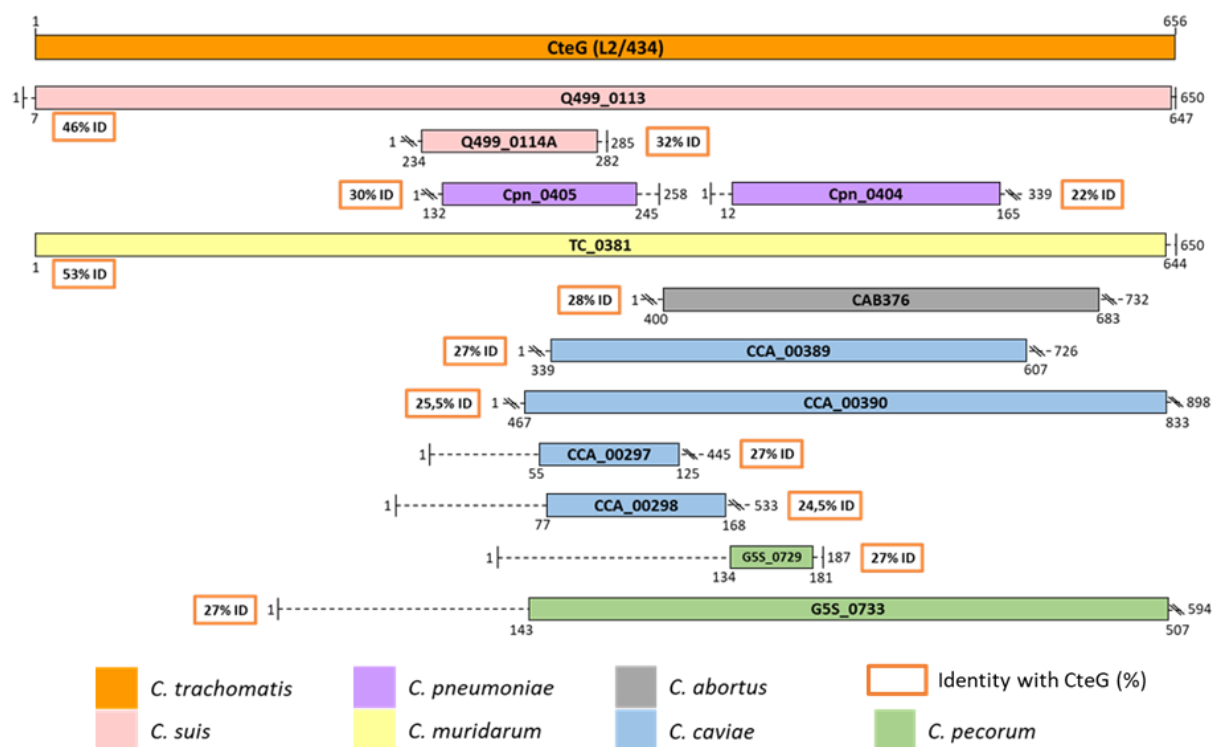 1 656
CteG (L2/434)
1 Q499_0113 650
7 46% ID 647
1 Q499_0114A 285 32% ID
234 282
30% ID 1 Cpn_0405 258 1 Cpn_0404 339 22% ID
132 245 12 165
TC_0381 650
1 53% ID 644
28% ID 1 CAB376 732
400 683
27% ID 1 CCA_00389 726
339 607
25,5% ID 1 CCA_00390 898
467 833
1 CCA_00297 445 27% ID
55 125
1 CCA_00298 533 24,5% ID
77 168
1 G5S_0729 187 27% ID
134 181
27% ID 1 G5S_0733 594
143 507
C. trachomatis C. pneumoniae C. abortus Identity with CteG (%)
C. suis C. muridarum C. caviae C. pecorum